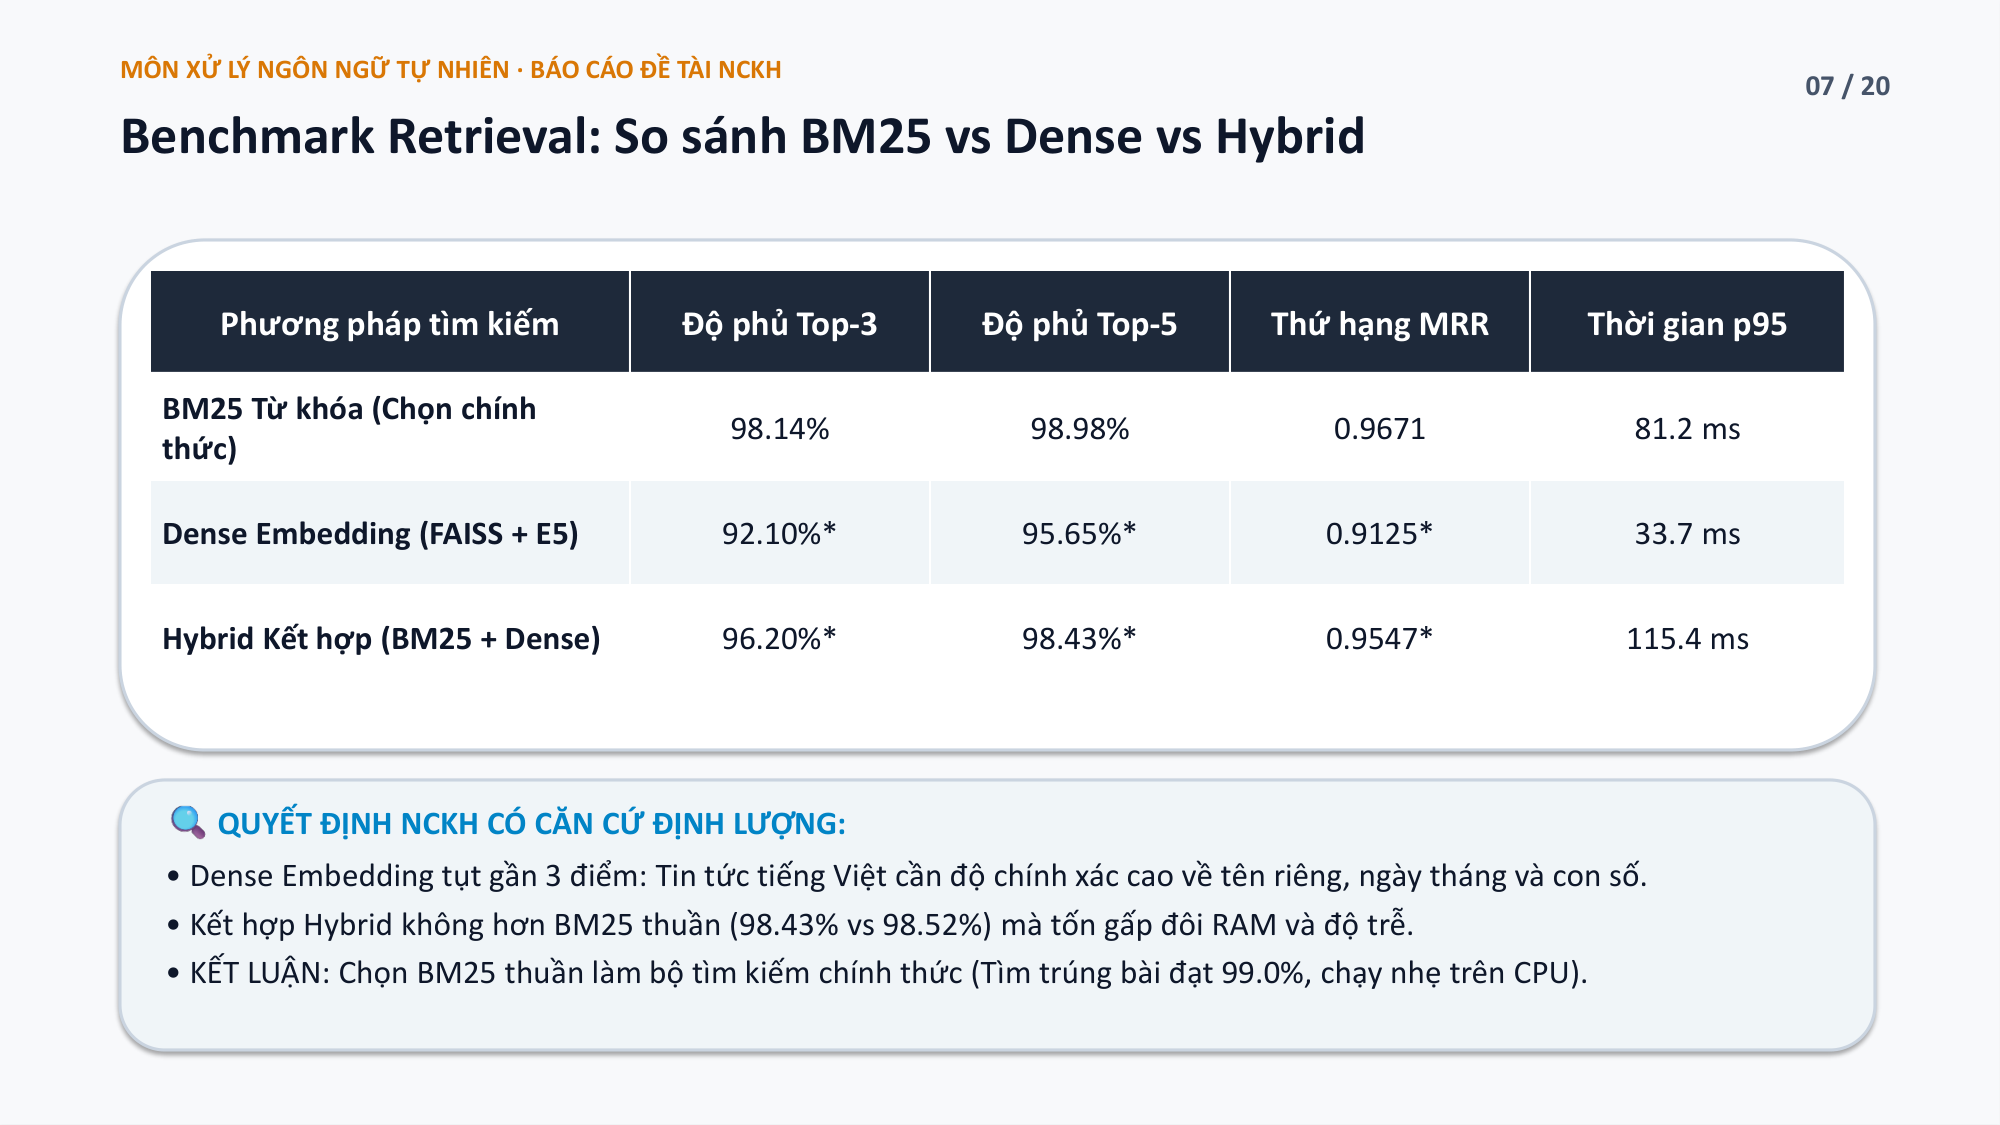 MÔN XỬ LÝ NGÔN NGỮ TỰ NHIÊN · BÁO CÁO ĐỀ TÀI NCKH
07 / 20
Benchmark Retrieval: So sánh BM25 vs Dense vs Hybrid
Phương pháp tìm kiếm Độ phủ Top-3 Độ phủ Top-5 Thứ hạng MRR Thời gian p95
BM25 Từ khóa (Chọn chính
thức) 98.14% 98.98% 0.9671 81.2 ms
Dense Embedding (FAISS + E5) 92.10%* 95.65%* 0.9125* 33.7 ms
Hybrid Kết hợp (BM25 + Dense) 96.20%* 98.43%* 0.9547* 115.4 ms
QUYẾT ĐỊNH NCKH CÓ CĂN CỨ ĐỊNH LƯỢNG:
• Dense Embedding tụt gần 3 điểm: Tin tức tiếng Việt cần độ chính xác cao về tên riêng, ngày tháng và con số.
• Kết hợp Hybrid không hơn BM25 thuần (98.43% vs 98.52%) mà tốn gấp đôi RAM và độ trễ.
• KẾT LUẬN: Chọn BM25 thuần làm bộ tìm kiếm chính thức (Tìm trúng bài đạt 99.0%, chạy nhẹ trên CPU).